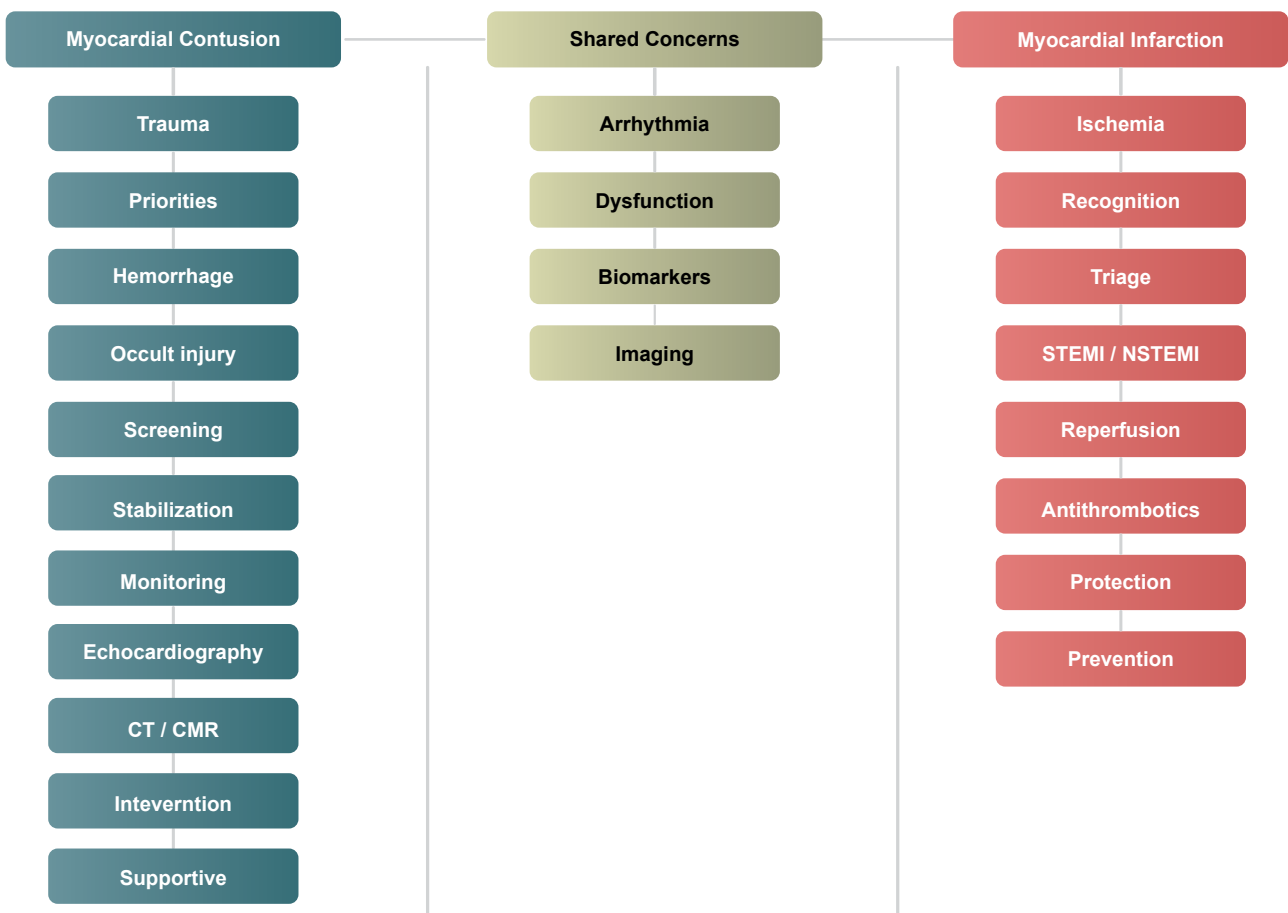 Myocardial Contusion
Trauma
Priorities
Hemorrhage
Occult injury
Screening
Stabilization
Monitoring
Echocardiography
CT / CMR
Inteverntion
Supportive
Shared Concerns
Arrhythmia
Dysfunction
Biomarkers
Imaging
Myocardial Infarction
Ischemia
Recognition
Triage
STEMI / NSTEMI
Reperfusion
Antithrombotics
Protection
Prevention